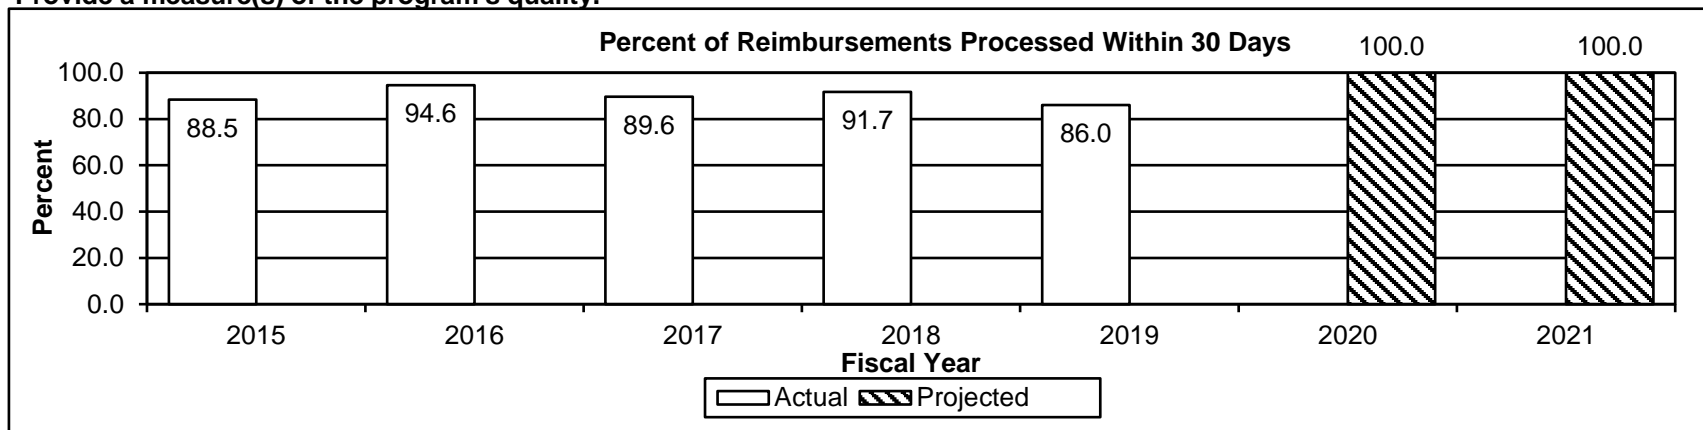 Provide a measure(s) of the program's quality.
Percent of Reimbursements Processed Within 30 Days
100.0 100.0
100.0
80.0
60.0
40.0
20.0
0.0
Percent
88.5 94.6 89.6 91.7 86.0
2015 2016 2017 2018 2019 2020 2021
Fiscal Year
Actual Projected